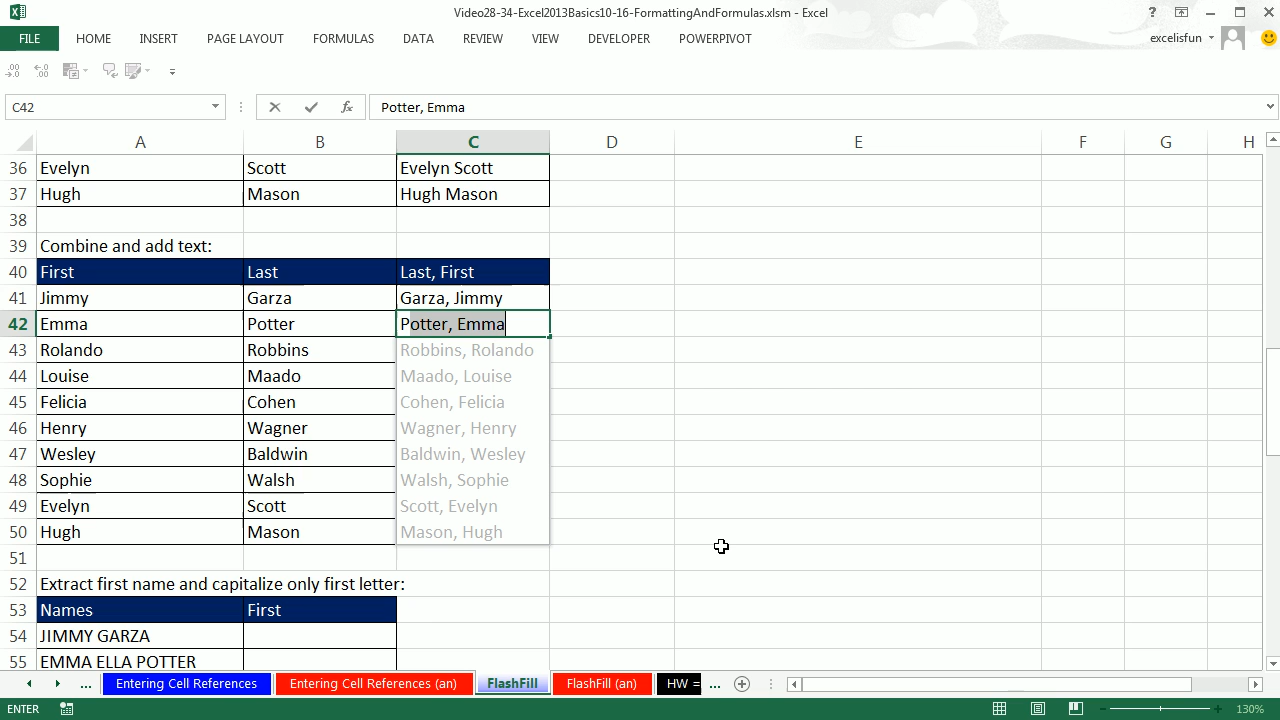 Video28-34-Excel2013Basics10-16-FormattingAndFormulas.xlsm - Excel
FILE HOME INSERT PAGE LAYOUT FORMULAS DATA REVIEW VIEW DEVELOPER POWERPIVOT excelisfun
C42 fx Potter, Emma
A B C D E F G H
36 Evelyn Scott Evelyn Scott
37 Hugh Mason Hugh Mason
38
39 Combine and add text:
40 First Last Last, First
41 Jimmy Garza Garza, Jimmy
42 Emma Potter Potter, Emma
43 Rolando Robbins Robbins, Rolando
44 Louise Maado Maado, Louise
45 Felicia Cohen Cohen, Felicia
46 Henry Wagner Wagner, Henry
47 Wesley Baldwin Baldwin, Wesley
48 Sophie Walsh Walsh, Sophie
49 Evelyn Scott Scott, Evelyn
50 Hugh Mason Mason, Hugh
51
52 Extract first name and capitalize only first letter:
53 Names First
54 JIMMY GARZA
55 EMMA ELLA POTTER
... Entering Cell References Entering Cell References (an) FlashFill FlashFill (an) HW = ...
ENTER 130%